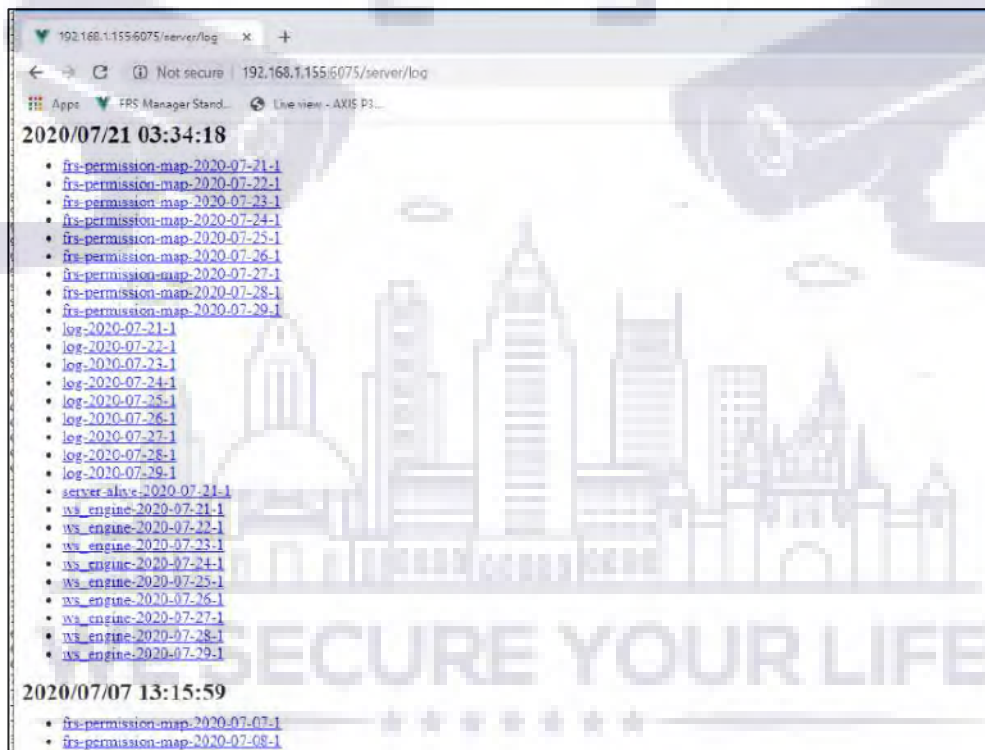 192.168.1.155:6075/server/log × +
Not secure 192.168.1.155:6075/server/log
Apps FRS Manager Stand... Live view - AXIS P3...
2020/07/21 03:34:18
frs-permission-map-2020-07-21-1
frs-permission-map-2020-07-22-1
frs-permission-map-2020-07-23-1
frs-permission-map-2020-07-24-1
frs-permission-map-2020-07-25-1
frs-permission-map-2020-07-26-1
frs-permission-map-2020-07-27-1
frs-permission-map-2020-07-28-1
frs-permission-map-2020-07-29-1
log-2020-07-21-1
log-2020-07-22-1
log-2020-07-23-1
log-2020-07-24-1
log-2020-07-25-1
log-2020-07-26-1
log-2020-07-27-1
log-2020-07-28-1
log-2020-07-29-1
server-alive-2020-07-21-1
ws_engine-2020-07-21-1
ws_engine-2020-07-22-1
ws_engine-2020-07-23-1
ws_engine-2020-07-24-1
ws_engine-2020-07-25-1
ws_engine-2020-07-26-1
ws_engine-2020-07-27-1
ws_engine-2020-07-28-1
ws_engine-2020-07-29-1
SECURE YOUR LIFE
2020/07/07 13:15:59
frs-permission-map-2020-07-07-1
frs-permission-map-2020-07-08-1